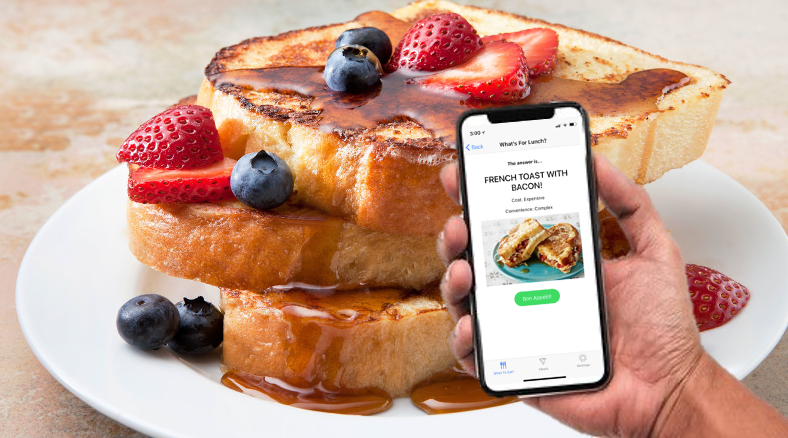 3:00
Back
What's For Lunch?
The answer is...
FRENCH TOAST WITH
BACON!
Cost: Expensive
Convenience: Complex
Bon Appetit!
What To Eat?
Settings